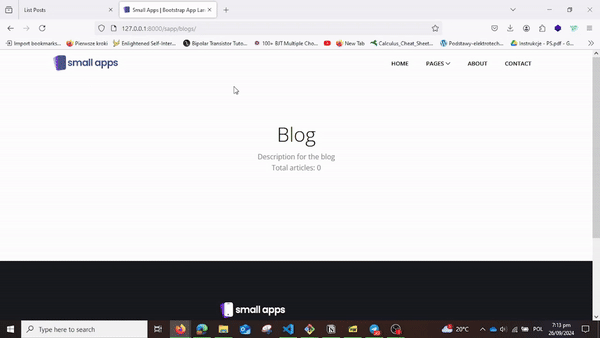 List Posts
Small Apps | Bootstrap App Lan
127.0.0.1:8000/sapp/blogs/
Import bookmarks...
Pierwsze kroki
Enlightened Self-Inter...
Bipolar Transistor Tuto...
100+ BJT Multiple Cho...
New Tab
Calculus_Cheat_Sheet...
Podstawy-elektrotech...
instrukcje - PS.pdf - G...
small apps
HOME
PAGES
ABOUT
CONTACT
Blog
Description for the blog
Total articles: 0
small apps
Type here to search
20°C
POL
7:13 pm
26/09/2024